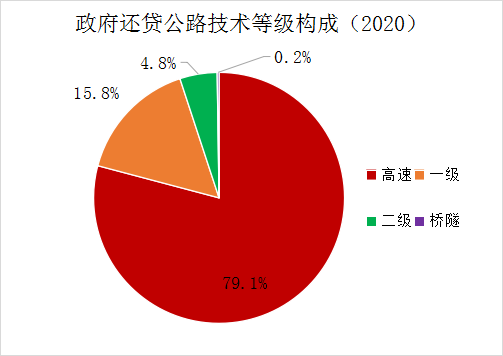 政府还贷公路技术等级构成（2020）
4.8%
0.2%
15.8%
高速 一级
二级 桥隧
79.1%